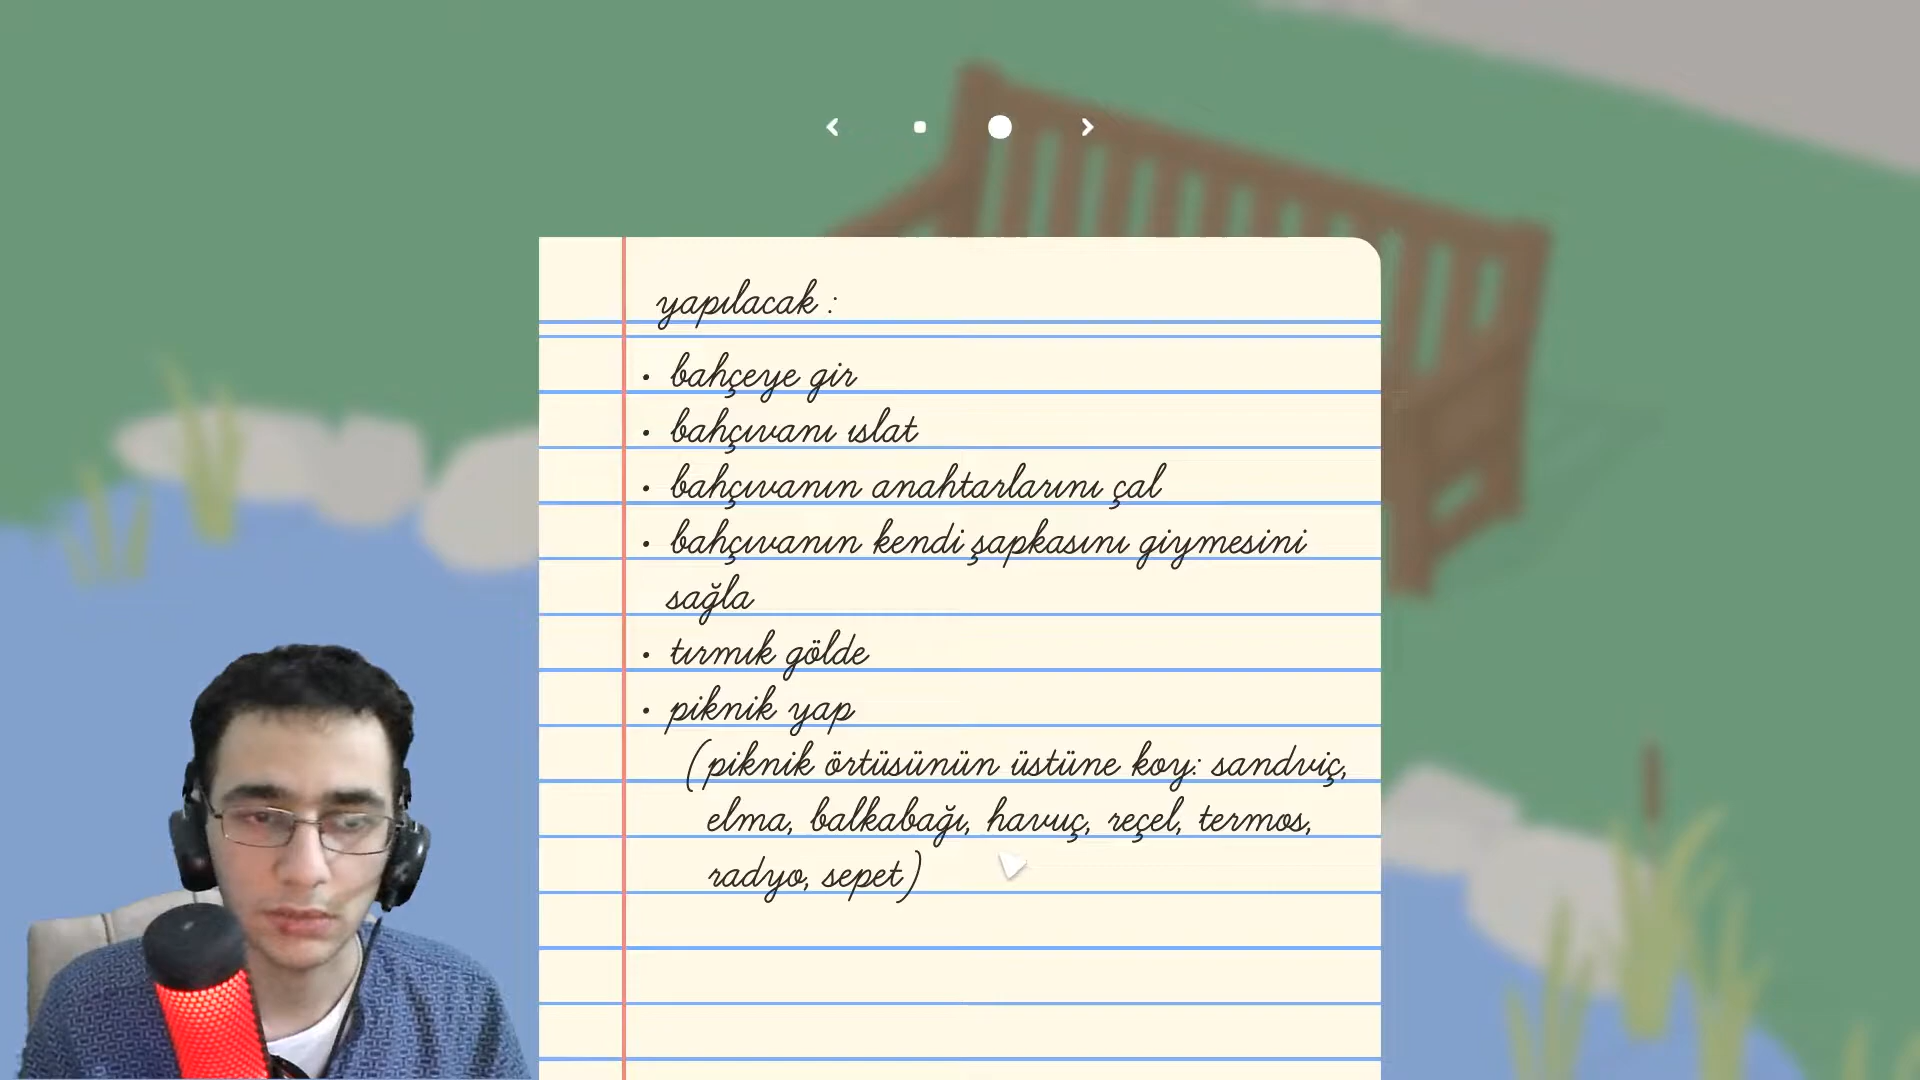 yapılacak :
• bahçeye gir
• bahçıvanı ıslat
• bahçıvanın anahtarlarını çal
• bahçıvanın kendi şapkasını giymesini
sağla
• tırmık gölde
• piknik yap
(piknik örtüsünün üstüne koy: sandviç,
elma, balkabağı, havuç, reçel, termos,
radyo, sepet)